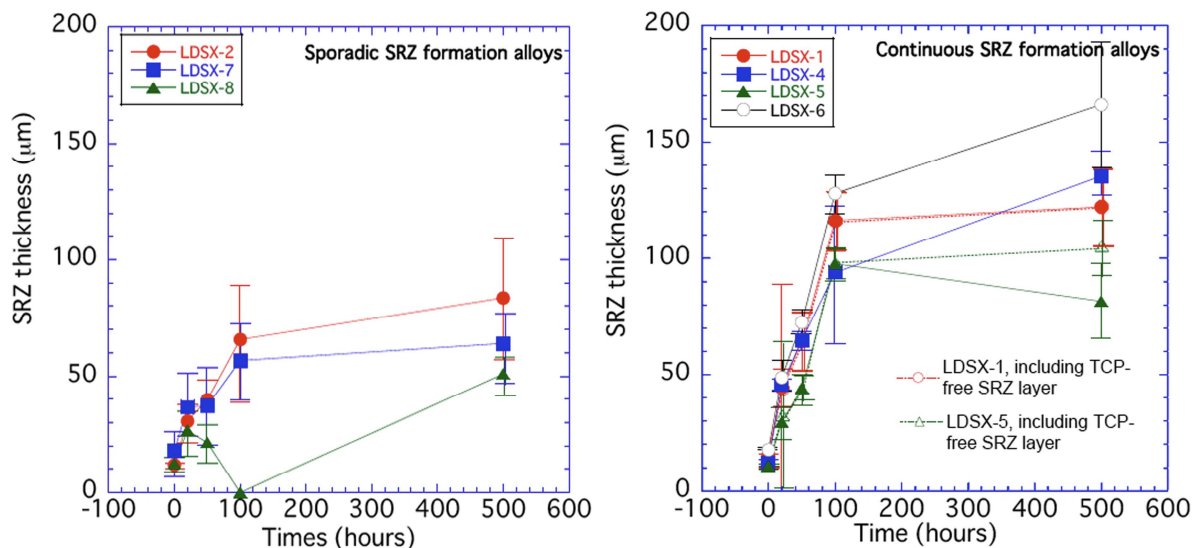 200
150
100
50
0
-100 0 100 200 300 400 500 600
SRZ thickness (μm)
Times (hours)
LDSX-2
LDSX-7
LDSX-8
Sporadic SRZ formation alloys
200
150
100
50
0
-100 0 100 200 300 400 500 600
SRZ thickness (μm)
Time (hours)
LDSX-1
LDSX-4
LDSX-5
LDSX-6
Continuous SRZ formation alloys
LDSX-1, including TCP-
free SRZ layer
LDSX-5, including TCP-
free SRZ layer